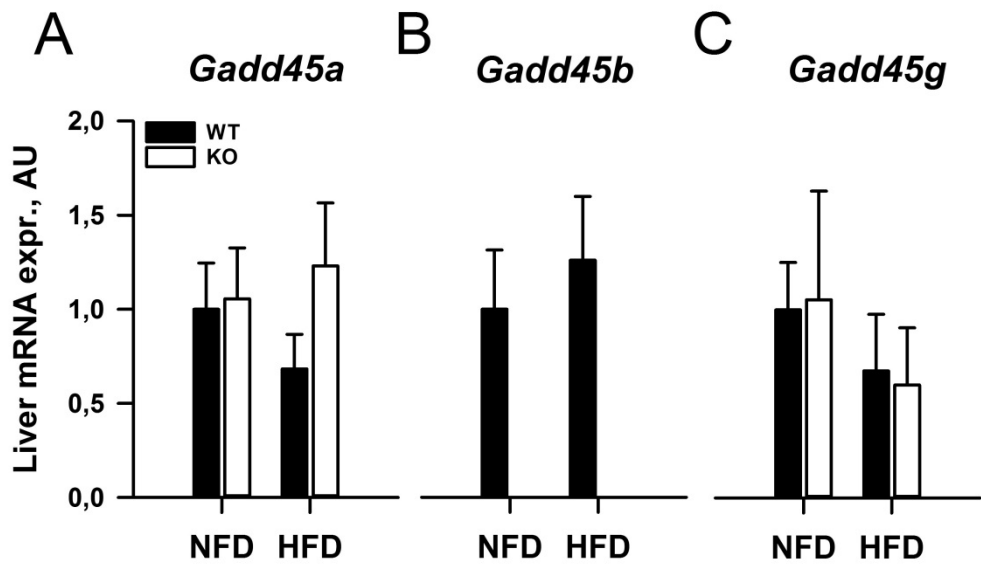 A
B
C
Gadd45a
Gadd45b
Gadd45g
Liver mRNA expr., AU
2,0
1,5
1,0
0,5
0,0
WT
KO
NFD HFD
NFD HFD
NFD HFD